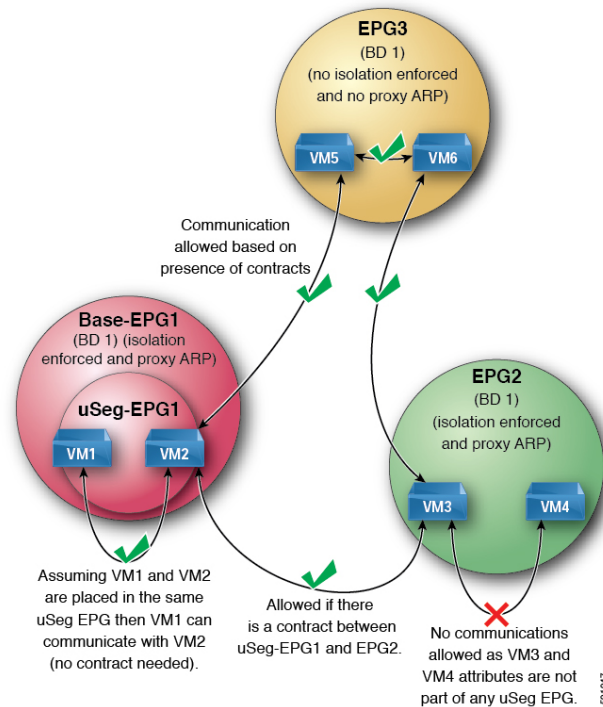 EPG3
(BD 1)
(no isolation enforced
and no proxy ARP)
VM5
VM6
Communication
allowed based on
presence of contracts
Base-EPG1
(BD 1) (isolation
enforced and proxy ARP)
uSeg-EPG1
VM1
VM2
EPG2
(BD 1)
(isolation enforced
and proxy ARP)
VM3
VM4
Assuming VM1 and VM2
are placed in the same
uSeg EPG then VM1 can
communicate with VM2
(no contract needed).
Allowed if there
is a contract between
uSeg-EPG1 and EPG2.
No communications
allowed as VM3 and
VM4 attributes are not
part of any uSeg EPG.